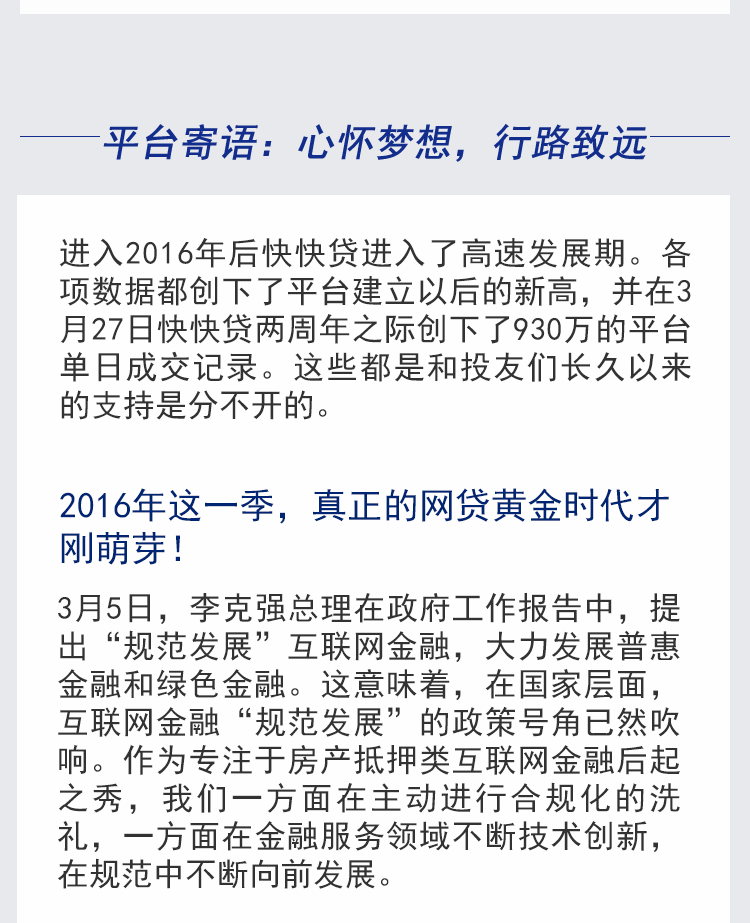 平台寄语：心怀梦想，行路致远
进入2016年后快快贷进入了高速发展期。各
项数据都创下了平台建立以后的新高，并在3
月27日快快贷两周年之际创下了930万的平台
单日成交记录。这些都是和投友们长久以来
的支持是分不开的。
2016年这一季，真正的网贷黄金时代才
刚萌芽！
3月5日，李克强总理在政府工作报告中，提
出“规范发展”互联网金融，大力发展普惠
金融和绿色金融。这意味着，在国家层面，
互联网金融“规范发展”的政策号角已然吹
响。作为专注于房产抵押类互联网金融后起
之秀，我们一方面在主动进行合规化的洗
礼，一方面在金融服务领域不断技术创新，
在规范中不断向前发展。